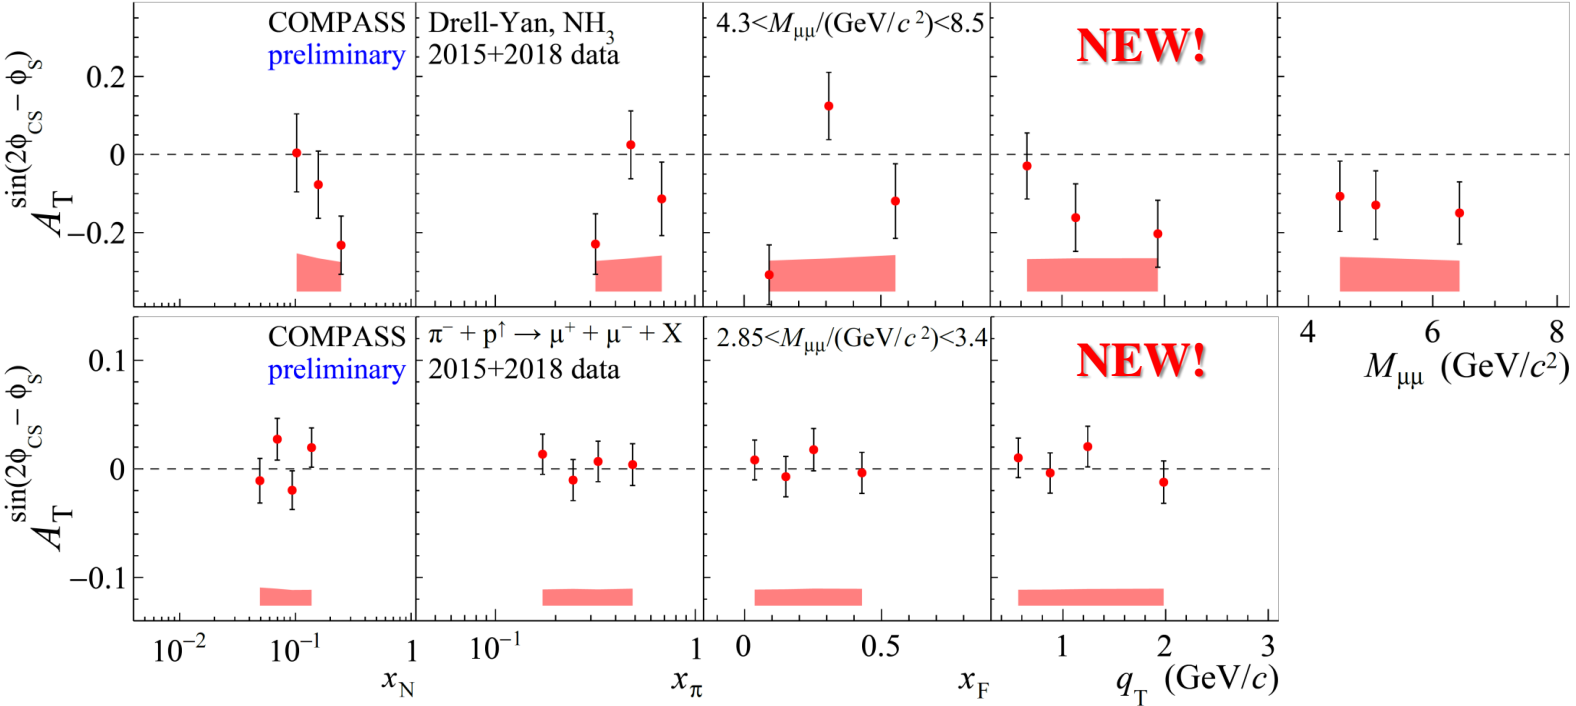 COMPASS
preliminary
Drell-Yan, NH₃
2015+2018 data
4.3<M_μμ/(GeV/c²)<8.5
NEW!
A_T^sin(2ϕ_CS − ϕ_S)
0.2
0
−0.2
4 6 8
M_μμ (GeV/c²)
COMPASS
preliminary
π⁻ + p↑ → μ⁺ + μ⁻ + X
2015+2018 data
2.85<M_μμ/(GeV/c²)<3.4
NEW!
A_T^sin(2ϕ_CS − ϕ_S)
0.1
0
−0.1
10⁻² 10⁻¹ 1
x_N
10⁻¹ 1
x_π
0 0.5
x_F
1 2 3
q_T (GeV/c)